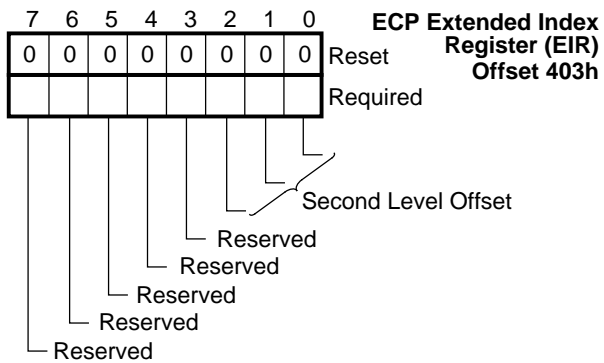 7 6 5 4 3 2 1 0
ECP Extended Index
Register (EIR)
Offset 403h
0 0 0 0 0 0 0 0 Reset
Required
Second Level Offset
Reserved
Reserved
Reserved
Reserved
Reserved